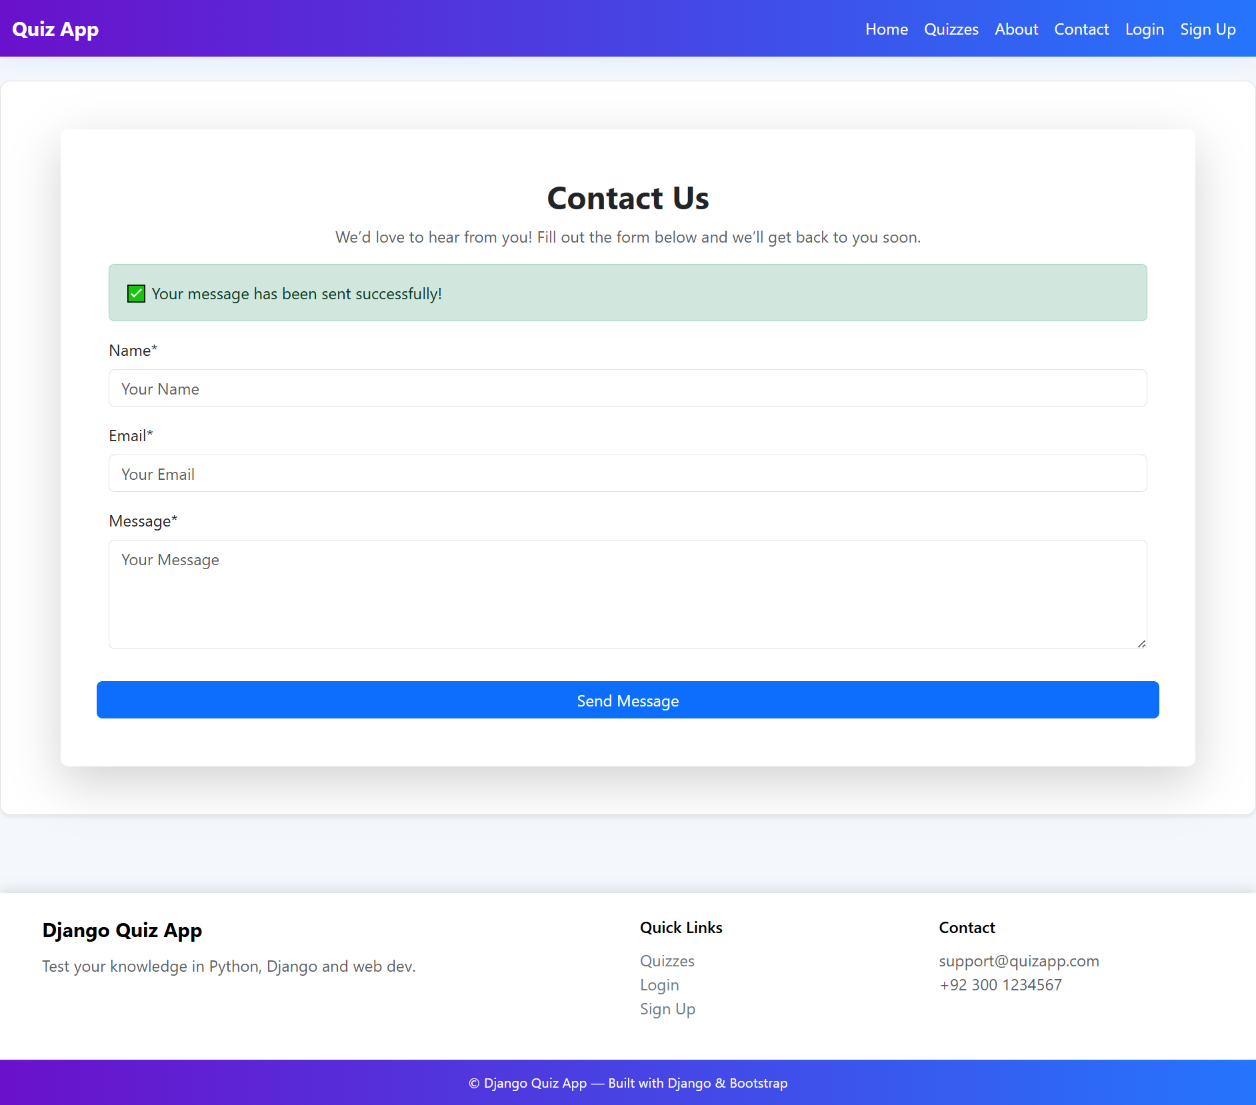 Quiz App
Home Quizzes About Contact Login Sign Up
Contact Us
We’d love to hear from you! Fill out the form below and we’ll get back to you soon.
✅ Your message has been sent successfully!
Name*
Your Name
Email*
Your Email
Message*
Your Message
Send Message
Django Quiz App
Test your knowledge in Python, Django and web dev.
Quick Links
Quizzes
Login
Sign Up
Contact
support@quizapp.com
+92 300 1234567
© Django Quiz App — Built with Django & Bootstrap